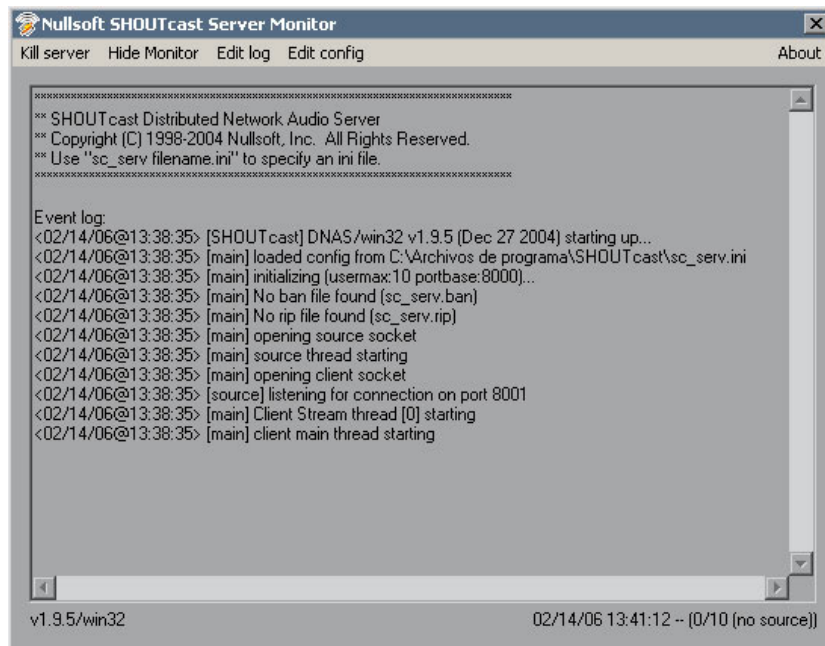 Nullsoft SHOUTcast Server Monitor
Kill server Hide Monitor Edit log Edit config About
*******************************************************************************
** SHOUTcast Distributed Network Audio Server
** Copyright (C) 1998-2004 Nullsoft, Inc. All Rights Reserved.
** Use "sc_serv filename.ini" to specify an ini file.
*******************************************************************************
Event log:
<02/14/06@13:38:35> [SHOUTcast] DNAS/win32 v1.9.5 (Dec 27 2004) starting up...
<02/14/06@13:38:35> [main] loaded config from C:\Archivos de programa\SHOUTcast\sc_serv.ini
<02/14/06@13:38:35> [main] initializing (usermax:10 portbase:8000)...
<02/14/06@13:38:35> [main] No ban file found (sc_serv.ban)
<02/14/06@13:38:35> [main] No rip file found (sc_serv.rip)
<02/14/06@13:38:35> [main] opening source socket
<02/14/06@13:38:35> [main] source thread starting
<02/14/06@13:38:35> [main] opening client socket
<02/14/06@13:38:35> [source] listening for connection on port 8001
<02/14/06@13:38:35> [main] Client Stream thread [0] starting
<02/14/06@13:38:35> [main] client main thread starting
v1.9.5/win32 02/14/06 13:41:12 -- (0/10 (no source))